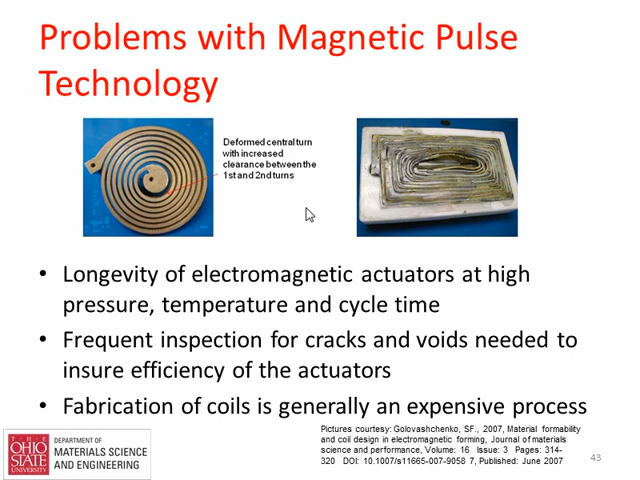 Problems with Magnetic Pulse
Technology
Deformed central turn
with increased
clearance between the
1st and 2nd turns
• Longevity of electromagnetic actuators at high
pressure, temperature and cycle time
• Frequent inspection for cracks and voids needed to
insure efficiency of the actuators
• Fabrication of coils is generally an expensive process
T · H · E
OHIO
STATE
UNIVERSITY
DEPARTMENT OF
MATERIALS SCIENCE
AND ENGINEERING
Pictures courtesy: Golovashchenko, SF., 2007, Material formability
and coil design in electromagnetic forming, Journal of materials
science and performance, Volume: 16 Issue: 3 Pages: 314-
320 DOI: 10.1007/s11665-007-9058 7, Published: June 2007
43